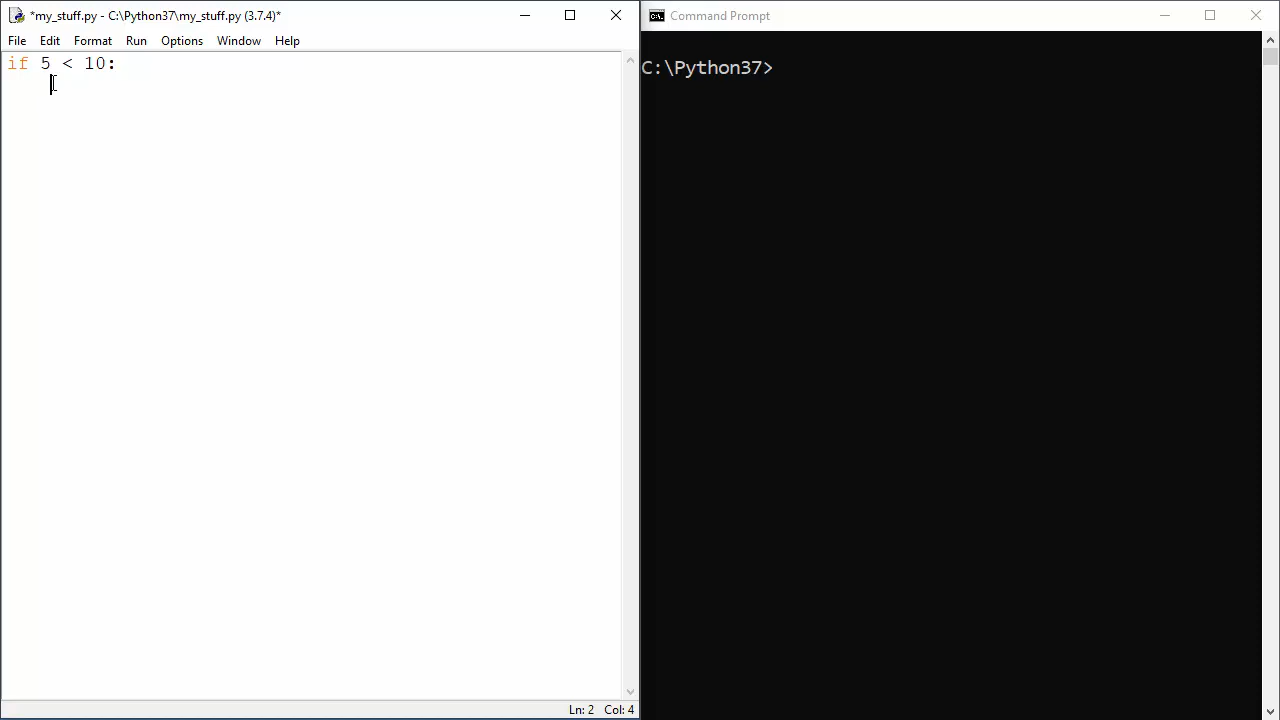 *my_stuff.py - C:\Python37\my_stuff.py (3.7.4)*
File Edit Format Run Options Window Help
if 5 < 10:
Ln: 2 Col: 4
Command Prompt
C:\Python37>